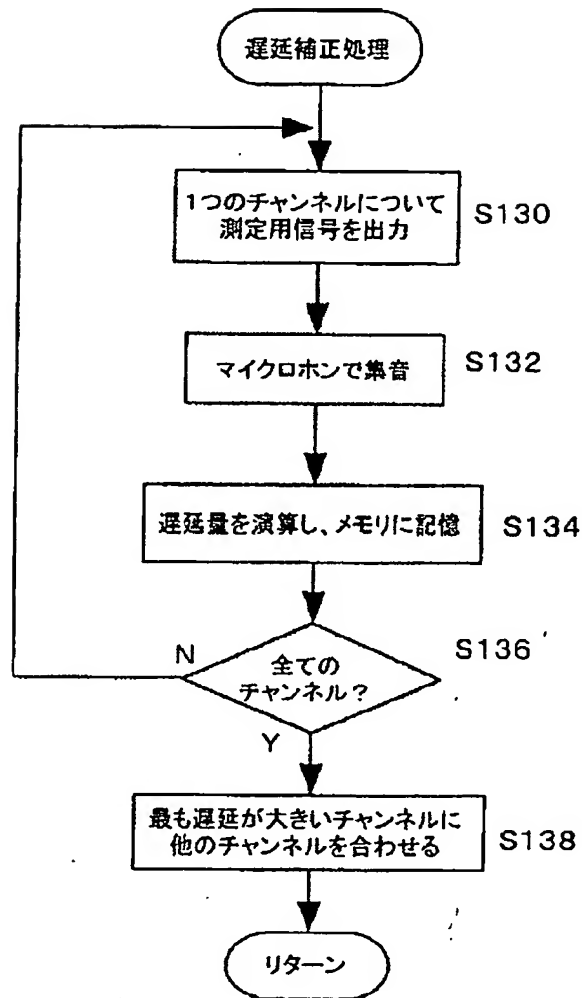 遅延補正処理
1つのチャンネルについて
測定用信号を出力
S130
マイクロホンで集音
S132
遅延量を演算し、メモリに記憶
S134
全ての
チャンネル?
S136
N
Y
最も遅延が大きいチャンネルに
他のチャンネルを合わせる
S138
リターン